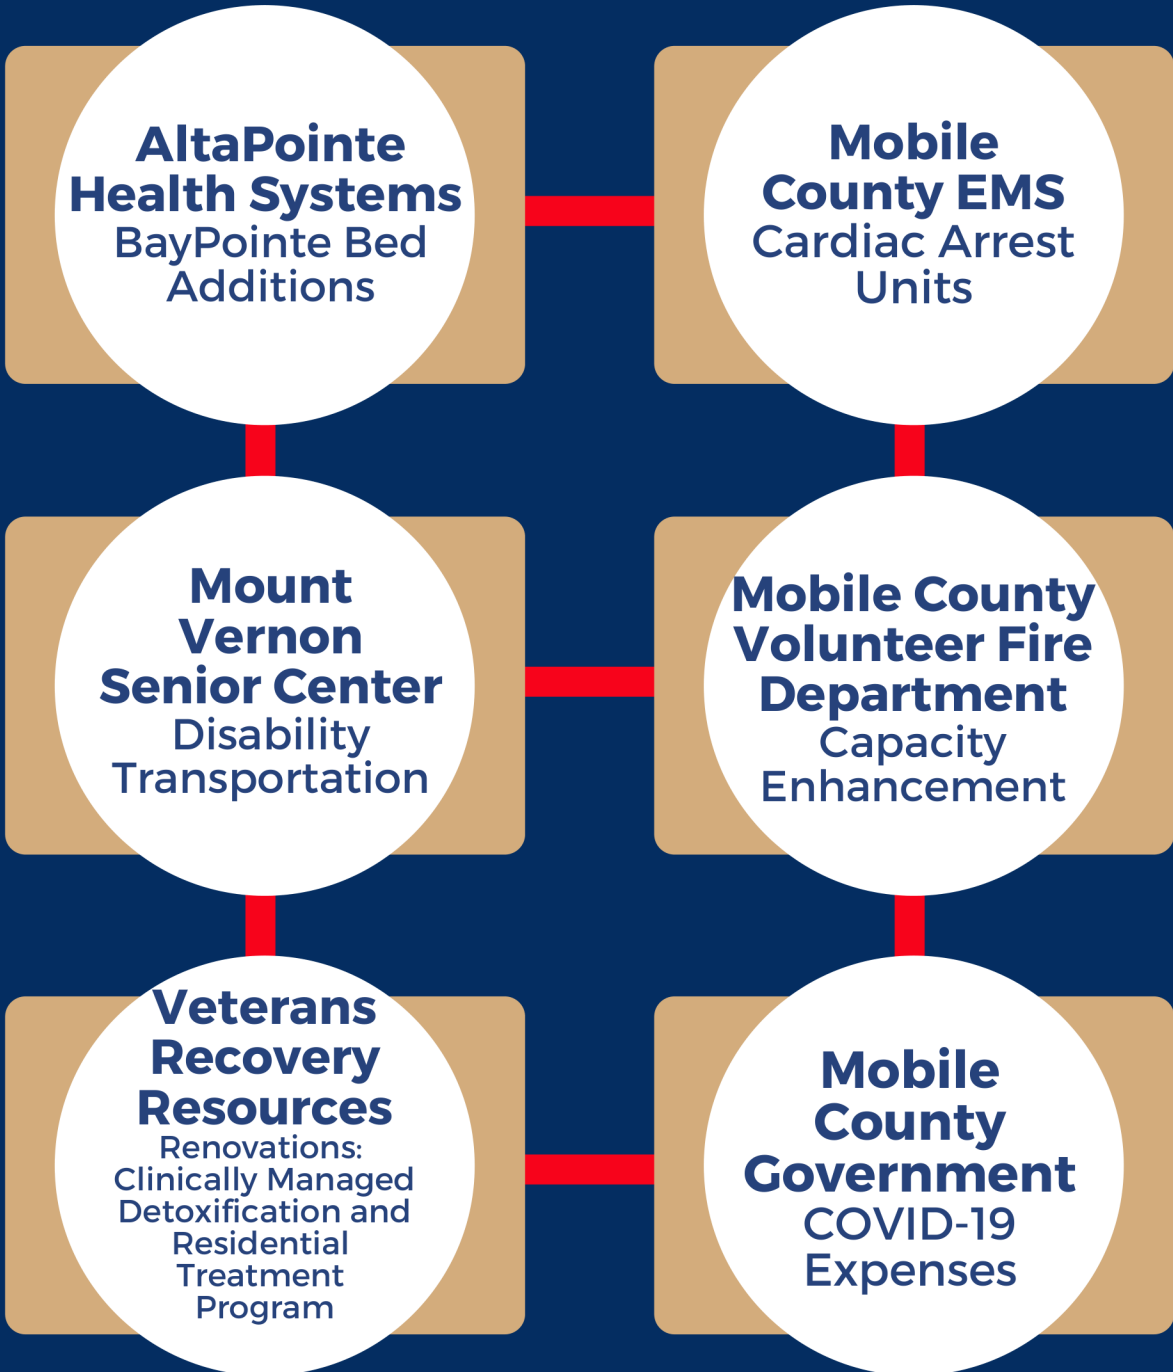 AltaPointe
Health Systems
BayPointe Bed
Additions
Mobile
County EMS
Cardiac Arrest
Units
Mount
Vernon
Senior Center
Disability
Transportation
Mobile County
Volunteer Fire
Department
Capacity
Enhancement
Veterans
Recovery
Resources
Renovations:
Clinically Managed
Detoxification and
Residential
Treatment
Program
Mobile
County
Government
COVID-19
Expenses